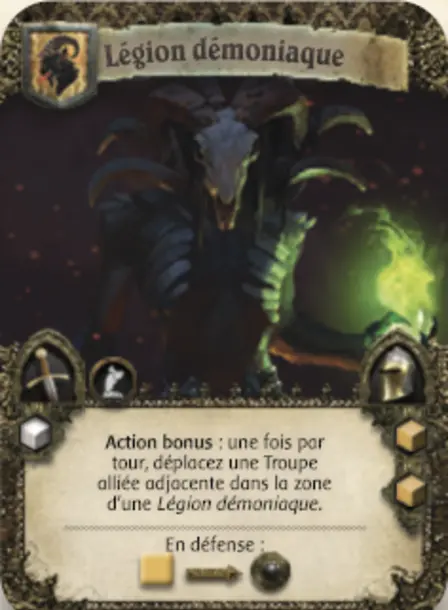 Légion démoniaque
Action bonus : une fois par
tour, déplacez une Troupe
alliée adjacente dans la zone
d'une Légion démoniaque.
En défense :